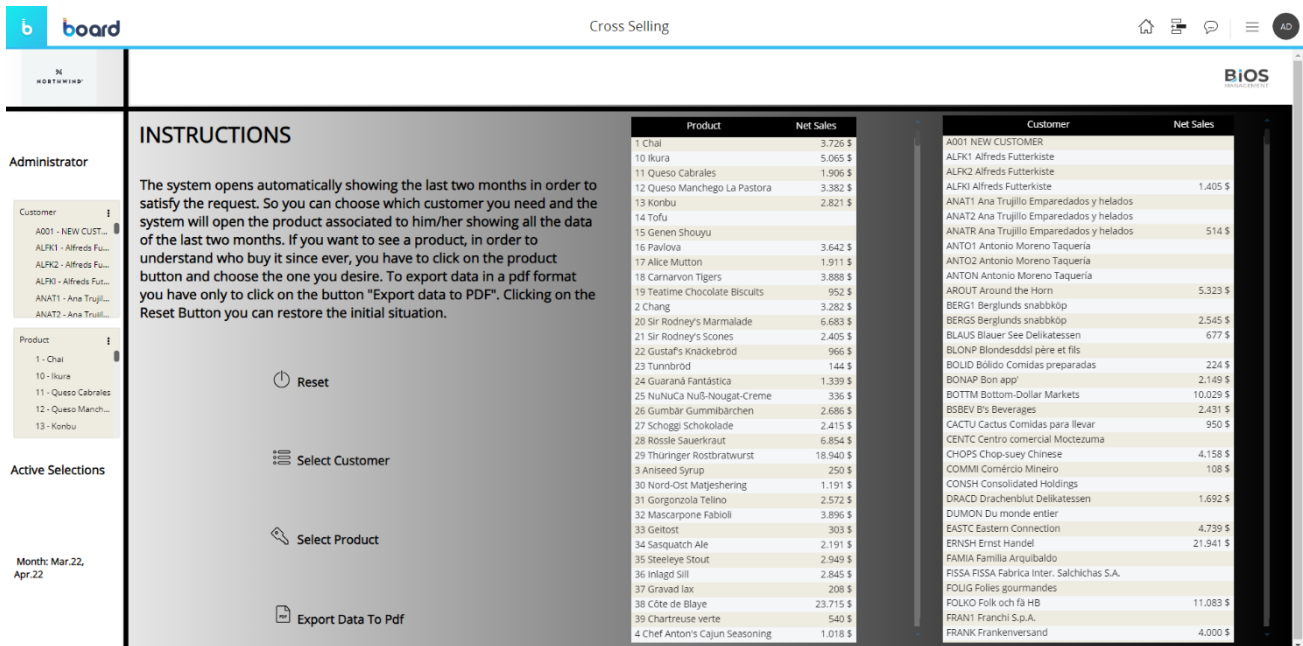 b board
Cross Selling
AD
NORTHWIND
BiOS
MANAGEMENT
Administrator
Customer
A001 - NEW CUST...
ALFK1 - Alfreds Fu...
ALFK2 - Alfreds Fu...
ALFKI - Alfreds Fut...
ANAT1 - Ana Trujil...
ANAT2 - Ana Trujil...
Product
1 - Chai
10 - Ikura
11 - Queso Cabrales
12 - Queso Manch...
13 - Konbu
Active Selections
Month: Mar.22,
Apr.22
INSTRUCTIONS
The system opens automatically showing the last two months in order to
satisfy the request. So you can choose which customer you need and the
system will open the product associated to him/her showing all the data
of the last two months. If you want to see a product, in order to
understand who buy it since ever, you have to click on the product
button and choose the one you desire. To export data in a pdf format
you have only to click on the button "Export data to PDF". Clicking on the
Reset Button you can restore the initial situation.
Reset
Select Customer
Select Product
PDF Export Data To Pdf
Product Net Sales
1 Chai 3.726 $
10 Ikura 5.065 $
11 Queso Cabrales 1.906 $
12 Queso Manchego La Pastora 3.382 $
13 Konbu 2.821 $
14 Tofu
15 Genen Shouyu
16 Pavlova 3.642 $
17 Alice Mutton 1.911 $
18 Carnarvon Tigers 3.888 $
19 Teatime Chocolate Biscuits 952 $
2 Chang 3.282 $
20 Sir Rodney's Marmalade 6.683 $
21 Sir Rodney's Scones 2.405 $
22 Gustaf's Knäckebröd 966 $
23 Tunnbröd 144 $
24 Guaraná Fantástica 1.339 $
25 NuNuCa Nuß-Nougat-Creme 336 $
26 Gumbär Gummibärchen 2.686 $
27 Schoggi Schokolade 2.415 $
28 Rössle Sauerkraut 6.854 $
29 Thüringer Rostbratwurst 18.940 $
3 Aniseed Syrup 250 $
30 Nord-Ost Matjeshering 1.191 $
31 Gorgonzola Telino 2.572 $
32 Mascarpone Fabioli 3.896 $
33 Geitost 303 $
34 Sasquatch Ale 2.191 $
35 Steeleye Stout 2.949 $
36 Inlagd Sill 2.845 $
37 Gravad lax 208 $
38 Côte de Blaye 23.715 $
39 Chartreuse verte 540 $
4 Chef Anton's Cajun Seasoning 1.018 $
Customer Net Sales
A001 NEW CUSTOMER
ALFK1 Alfreds Futterkiste
ALFK2 Alfreds Futterkiste
ALFKI Alfreds Futterkiste 1.405 $
ANAT1 Ana Trujillo Emparedados y helados
ANAT2 Ana Trujillo Emparedados y helados
ANATR Ana Trujillo Emparedados y helados 514 $
ANTO1 Antonio Moreno Taquería
ANTO2 Antonio Moreno Taquería
ANTON Antonio Moreno Taquería
AROUT Around the Horn 5.323 $
BERG1 Berglunds snabbköp
BERGS Berglunds snabbköp 2.545 $
BLAUS Blauer See Delikatessen 677 $
BLONP Blondesddsl père et fils
BOLID Bólido Comidas preparadas 224 $
BONAP Bon app' 2.149 $
BOTTM Bottom-Dollar Markets 10.029 $
BSBEV B's Beverages 2.431 $
CACTU Cactus Comidas para llevar 950 $
CENTC Centro comercial Moctezuma
CHOPS Chop-suey Chinese 4.158 $
COMMI Comércio Mineiro 108 $
CONSH Consolidated Holdings
DRACD Drachenblut Delikatessen 1.692 $
DUMON Du monde entier
EASTC Eastern Connection 4.739 $
ERNSH Ernst Handel 21.941 $
FAMIA Familia Arquibaldo
FISSA FISSA Fabrica Inter. Salchichas S.A.
FOLIG Folies gourmandes
FOLKO Folk och fä HB 11.083 $
FRAN1 Franchi S.p.A.
FRANK Frankenversand 4.000 $